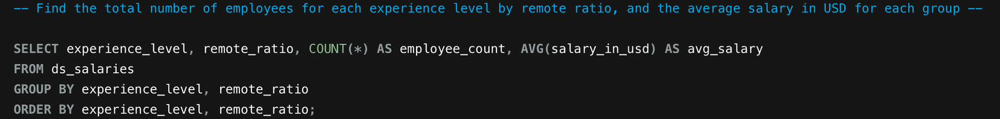 -- Find the total number of employees for each experience level by remote ratio, and the average salary in USD for each group --
SELECT experience_level, remote_ratio, COUNT(*) AS employee_count, AVG(salary_in_usd) AS avg_salary
FROM ds_salaries
GROUP BY experience_level, remote_ratio
ORDER BY experience_level, remote_ratio;